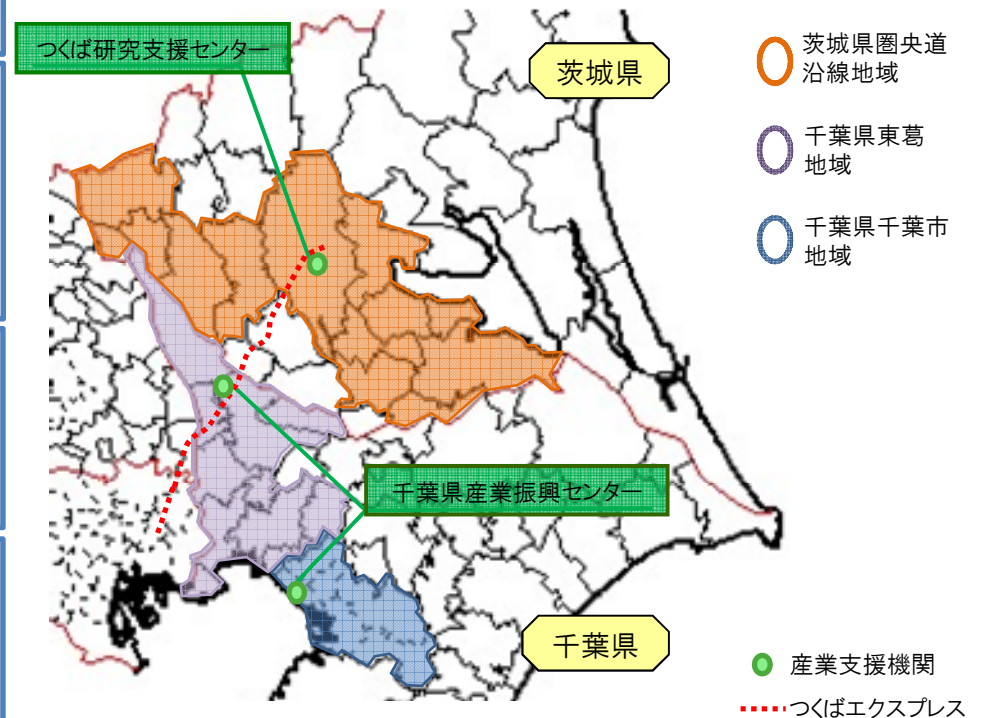 つくば研究支援センター
茨城県
茨城県圏央道
沿線地域
千葉県東葛
地域
千葉県千葉市
地域
千葉県産業振興センター
千葉県
産業支援機関
つくばエクスプレス